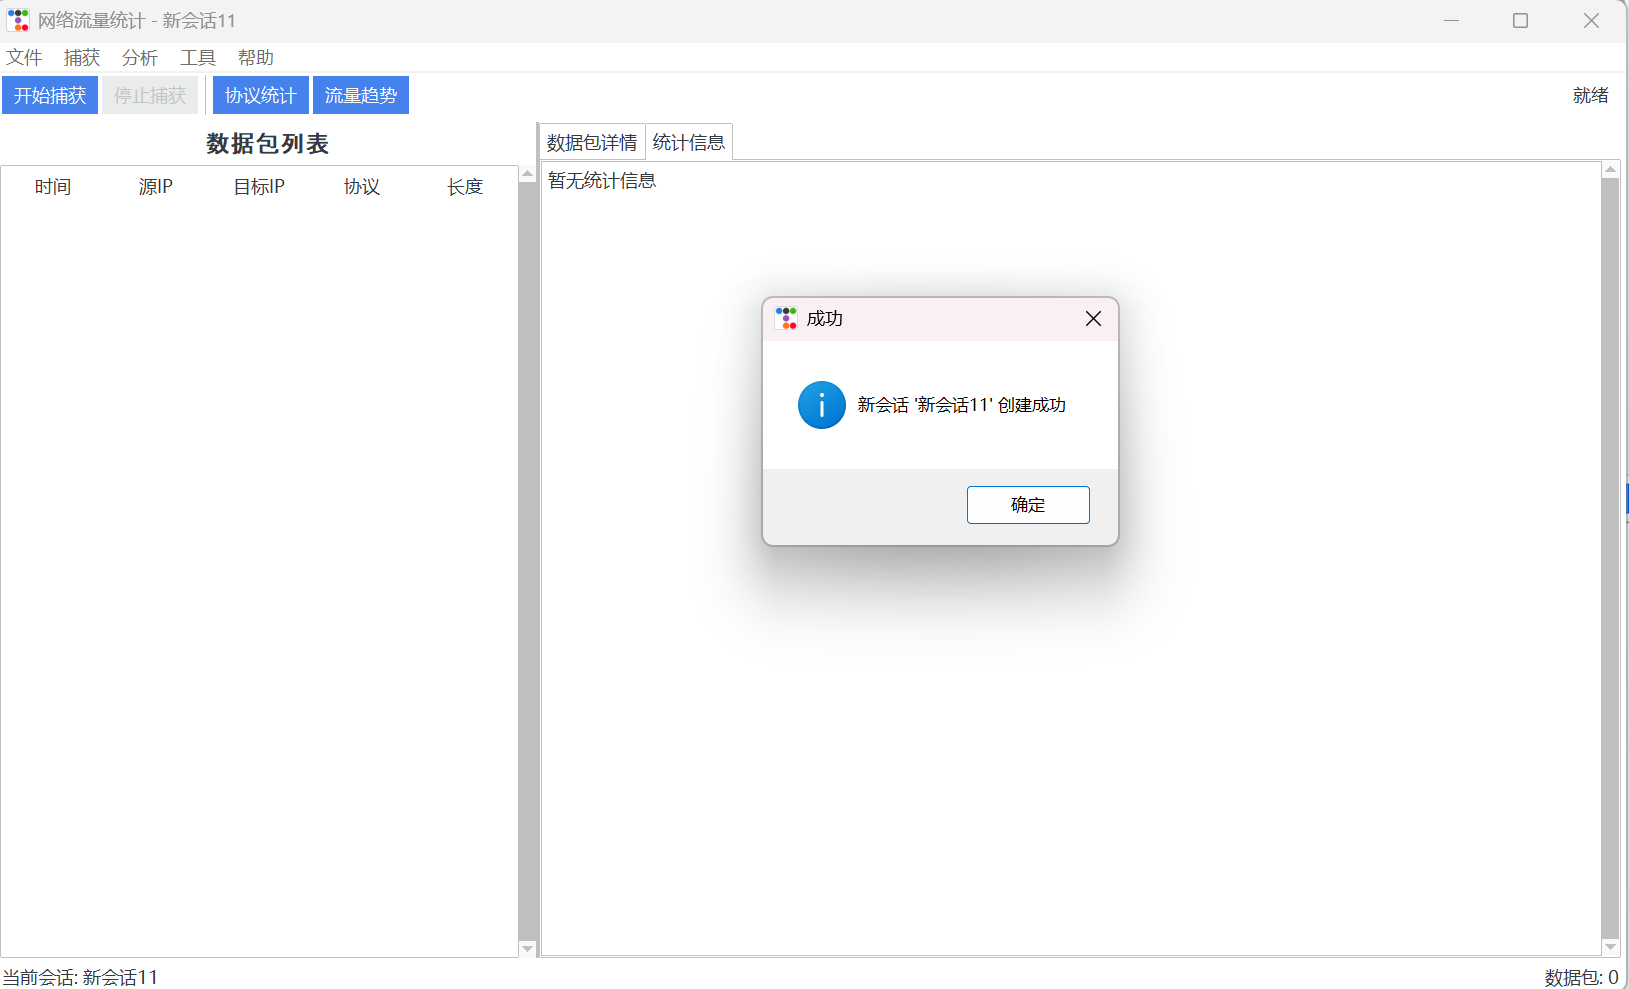 网络流量统计 - 新会话11
文件 捕获 分析 工具 帮助
开始捕获 停止捕获 协议统计 流量趋势 就绪
数据包列表
时间 源IP 目标IP 协议 长度
数据包详情 统计信息
暂无统计信息
成功
新会话 '新会话11' 创建成功
确定
当前会话: 新会话11
数据包: 0